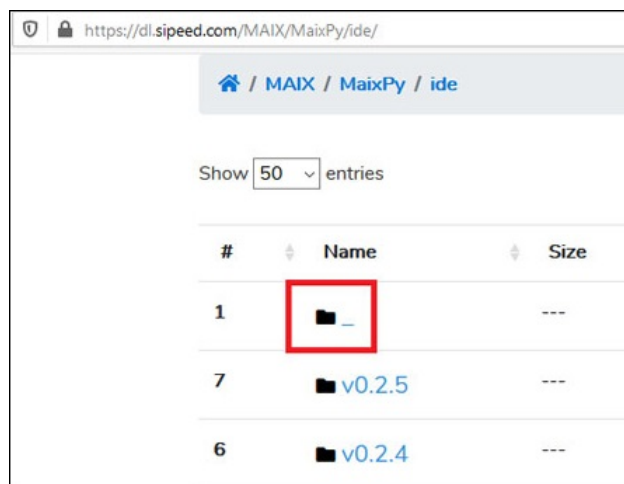 https://dl.sipeed.com/MAIX/MaixPy/ide/
/ MAIX / MaixPy / ide
Show 50 entries
# Name Size
1 _ ---
7 v0.2.5 ---
6 v0.2.4 ---